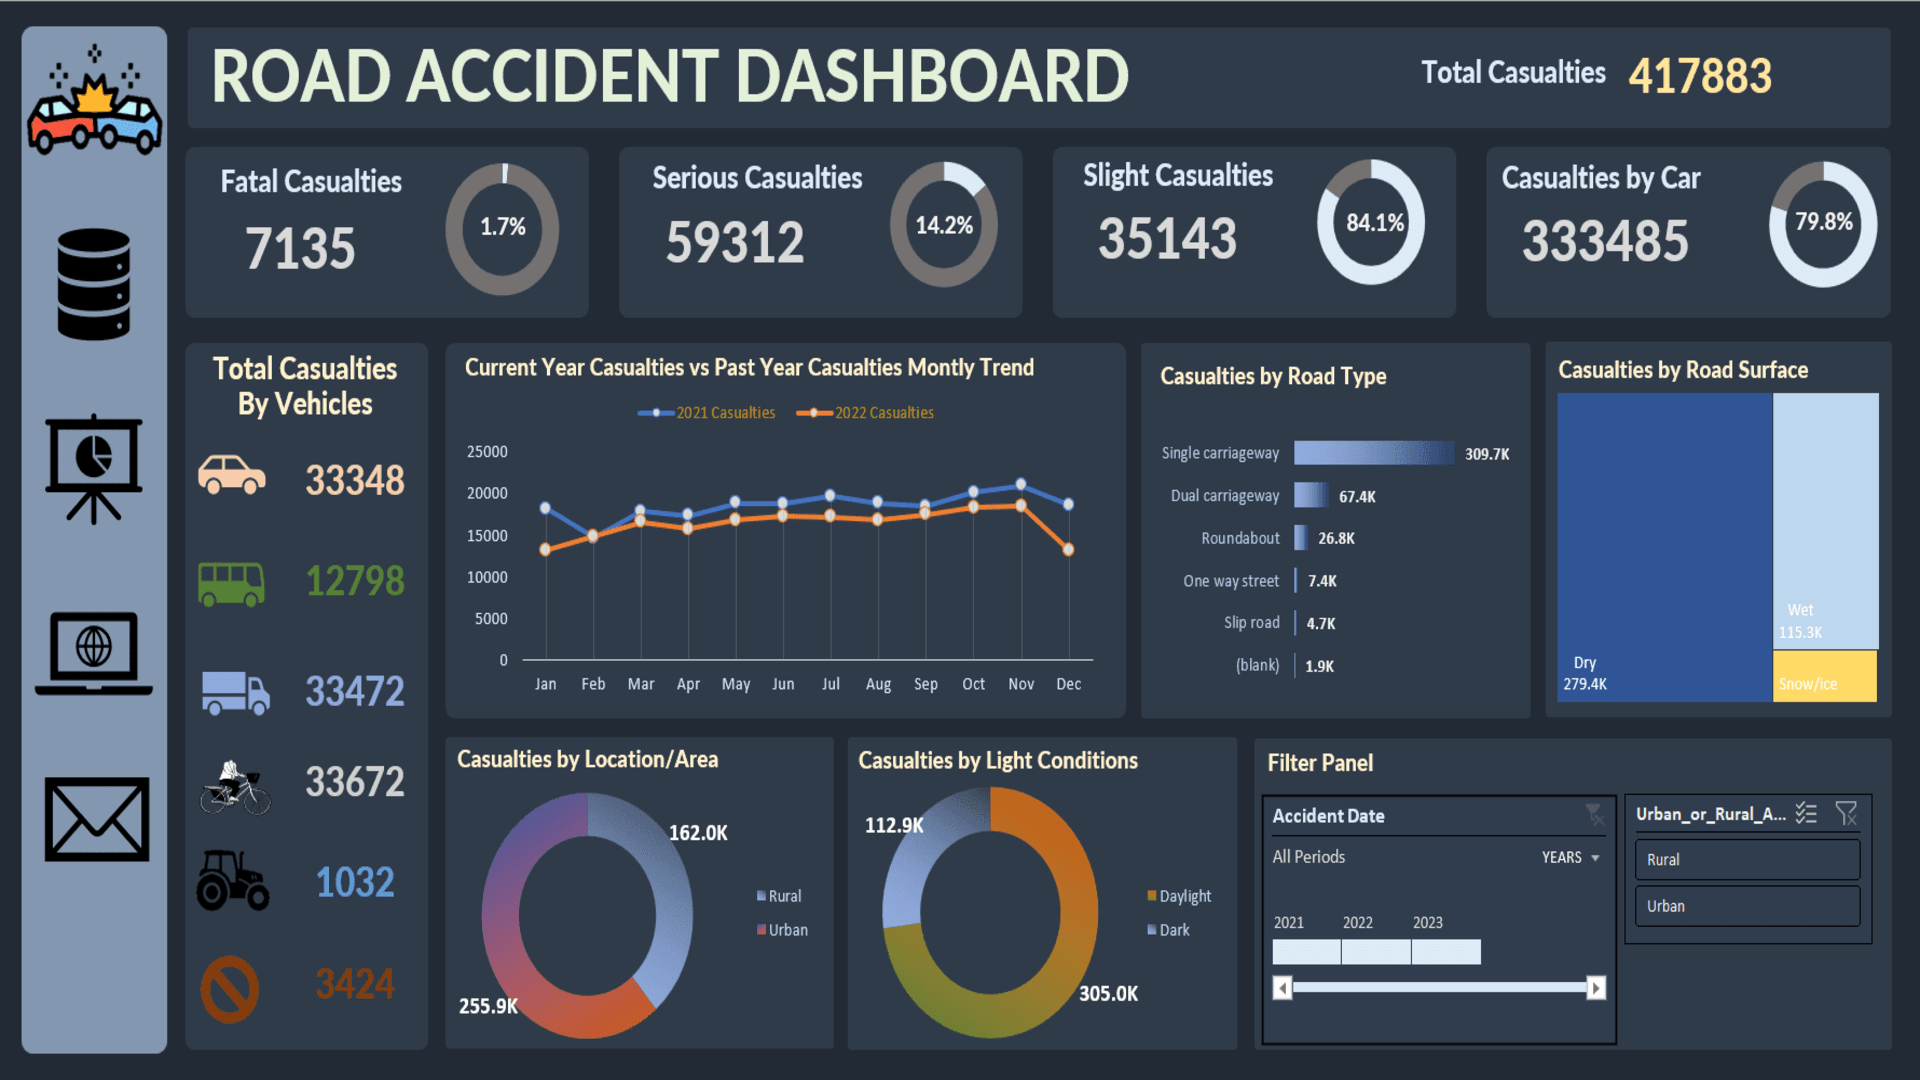 ROAD ACCIDENT DASHBOARD
Total Casualties 417883
Fatal Casualties
7135
1.7%
Serious Casualties
59312
14.2%
Slight Casualties
35143
84.1%
Casualties by Car
333485
79.8%
Total Casualties
By Vehicles
33348
12798
33472
33672
1032
3424
Current Year Casualties vs Past Year Casualties Montly Trend
2021 Casualties 2022 Casualties
25000
20000
15000
10000
5000
0
Jan Feb Mar Apr May Jun Jul Aug Sep Oct Nov Dec
Casualties by Road Type
Single carriageway 309.7K
Dual carriageway 67.4K
Roundabout 26.8K
One way street 7.4K
Slip road 4.7K
(blank) 1.9K
Casualties by Road Surface
Wet
115.3K
Dry
279.4K
Snow/ice
Casualties by Location/Area
162.0K
255.9K
Rural
Urban
Casualties by Light Conditions
112.9K
305.0K
Daylight
Dark
Filter Panel
Accident Date
All Periods YEARS
2021 2022 2023
Urban_or_Rural_A...
Rural
Urban